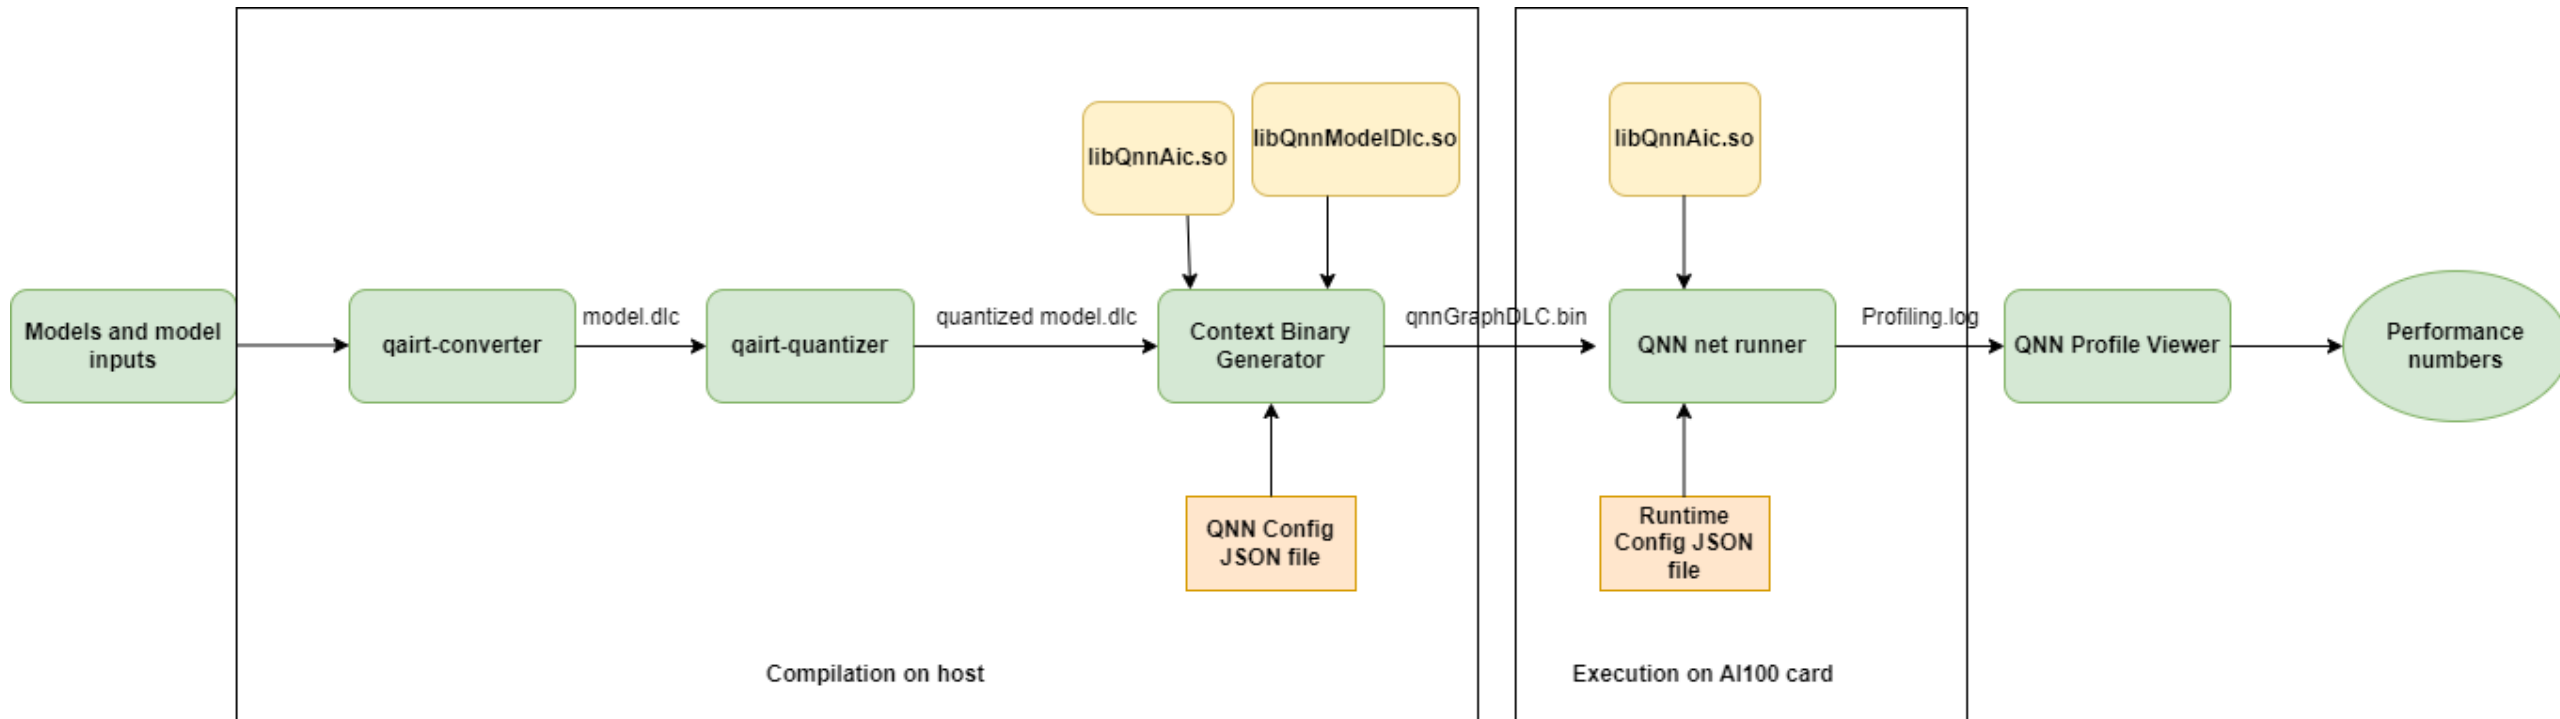 libQnnAic.so
libQnnModelDlc.so
libQnnAic.so
Models and model
inputs
qairt-converter
model.dlc
qairt-quantizer
quantized model.dlc
Context Binary
Generator
qnnGraphDLC.bin
QNN net runner
Profiling.log
QNN Profile Viewer
Performance
numbers
QNN Config
JSON file
Runtime
Config JSON
file
Compilation on host
Execution on AI100 card